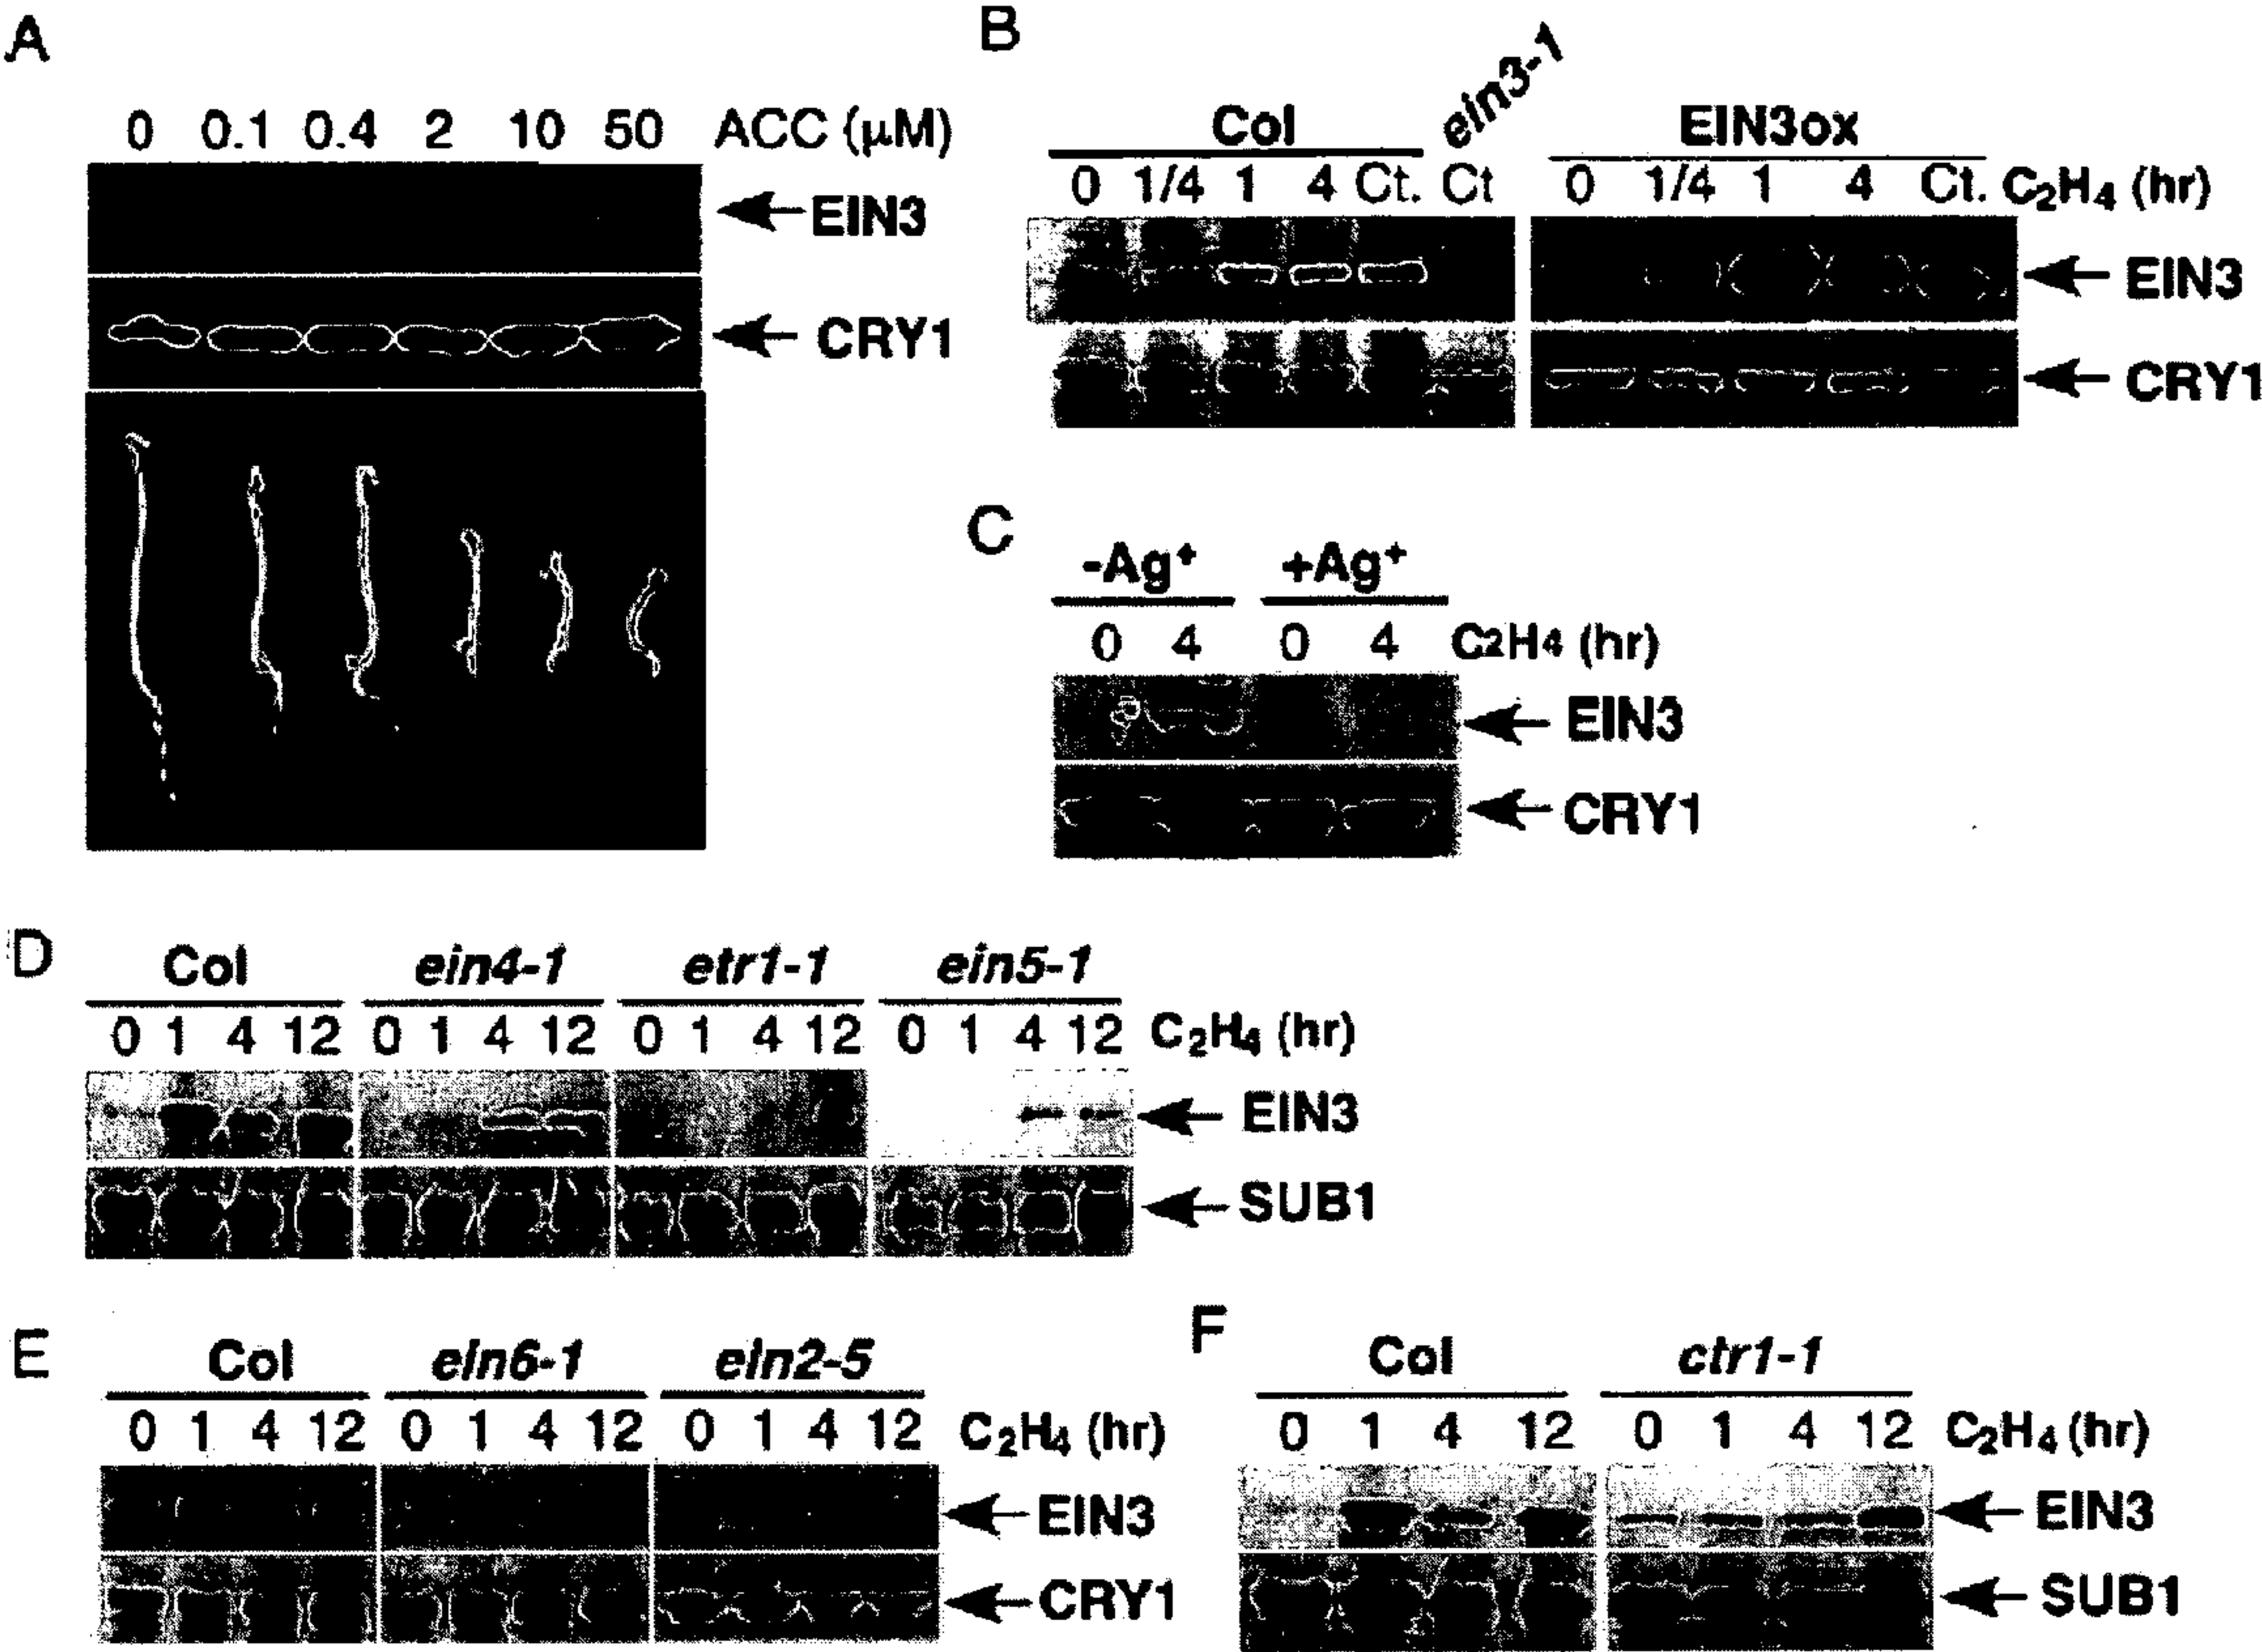 A
0 0.1 0.4 2 10 50 ACC (μM)
EIN3
CRY1
B
Col ein3-1 EIN3ox
0 1/4 1 4 Ct. Ct 0 1/4 1 4 Ct. C₂H₄ (hr)
EIN3
CRY1
C
-Ag⁺ +Ag⁺
0 4 0 4 C₂H₄ (hr)
EIN3
CRY1
D
Col ein4-1 etr1-1 ein5-1
0 1 4 12 0 1 4 12 0 1 4 12 0 1 4 12 C₂H₄ (hr)
EIN3
SUB1
E
Col ein6-1 ein2-5
0 1 4 12 0 1 4 12 0 1 4 12 C₂H₄ (hr)
EIN3
CRY1
F
Col ctr1-1
0 1 4 12 0 1 4 12 C₂H₄ (hr)
EIN3
SUB1